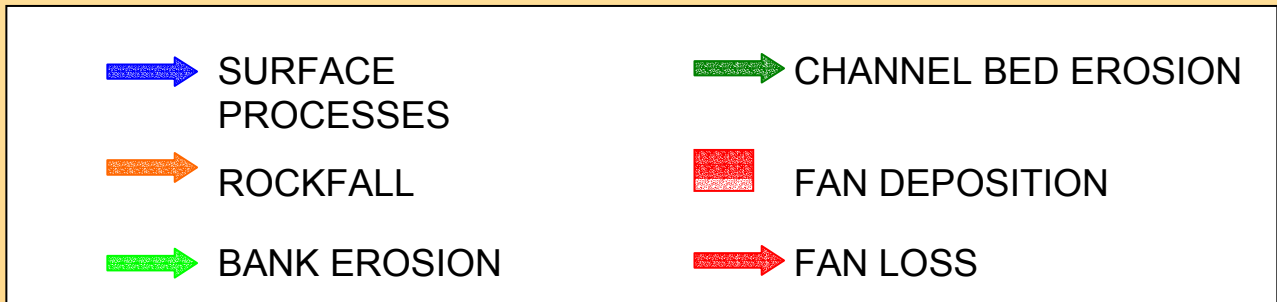 SURFACE
PROCESSES
ROCKFALL
BANK EROSION
CHANNEL BED EROSION
FAN DEPOSITION
FAN LOSS